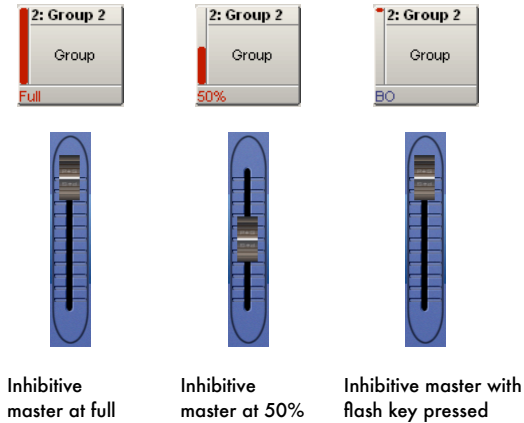 2: Group 2
Group
Full
2: Group 2
Group
50%
2: Group 2
Group
BO
Inhibitive
master at full
Inhibitive
master at 50%
Inhibitive master with
flash key pressed